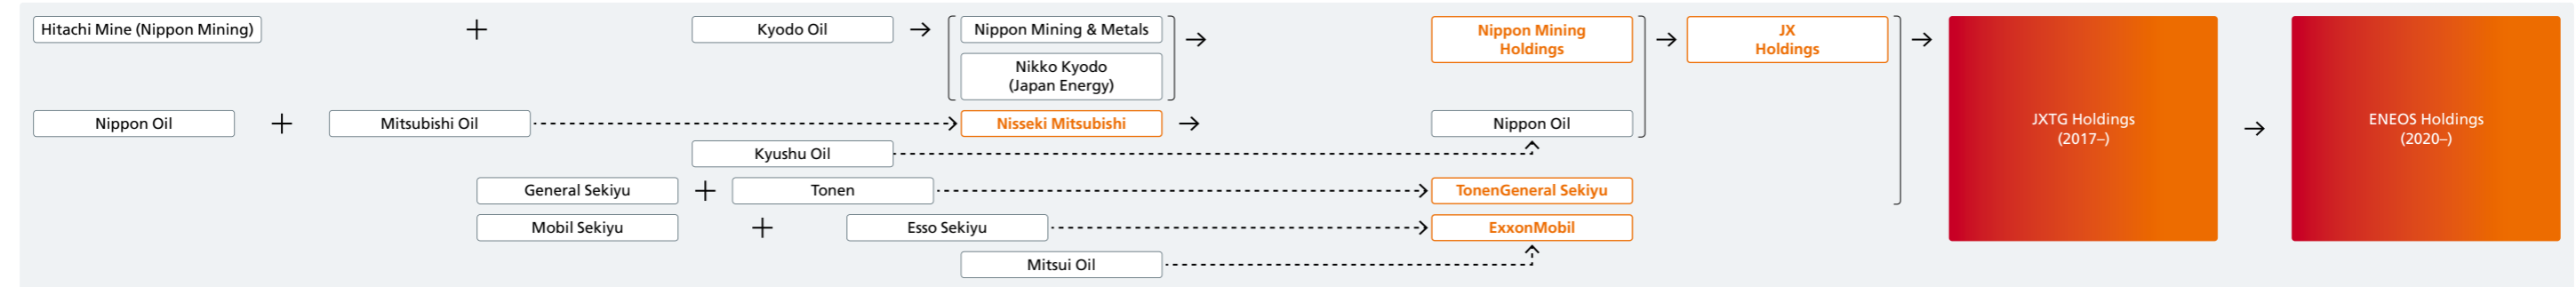 Hitachi Mine (Nippon Mining)
+
Kyodo Oil
Nippon Mining & Metals
Nikko Kyodo
(Japan Energy)
Nippon Mining
Holdings
JX
Holdings
Nippon Oil
+
Mitsubishi Oil
Nisseki Mitsubishi
Nippon Oil
Kyushu Oil
General Sekiyu
+
Tonen
TonenGeneral Sekiyu
Mobil Sekiyu
+
Esso Sekiyu
ExxonMobil
Mitsui Oil
JXTG Holdings
(2017–)
ENEOS Holdings
(2020–)